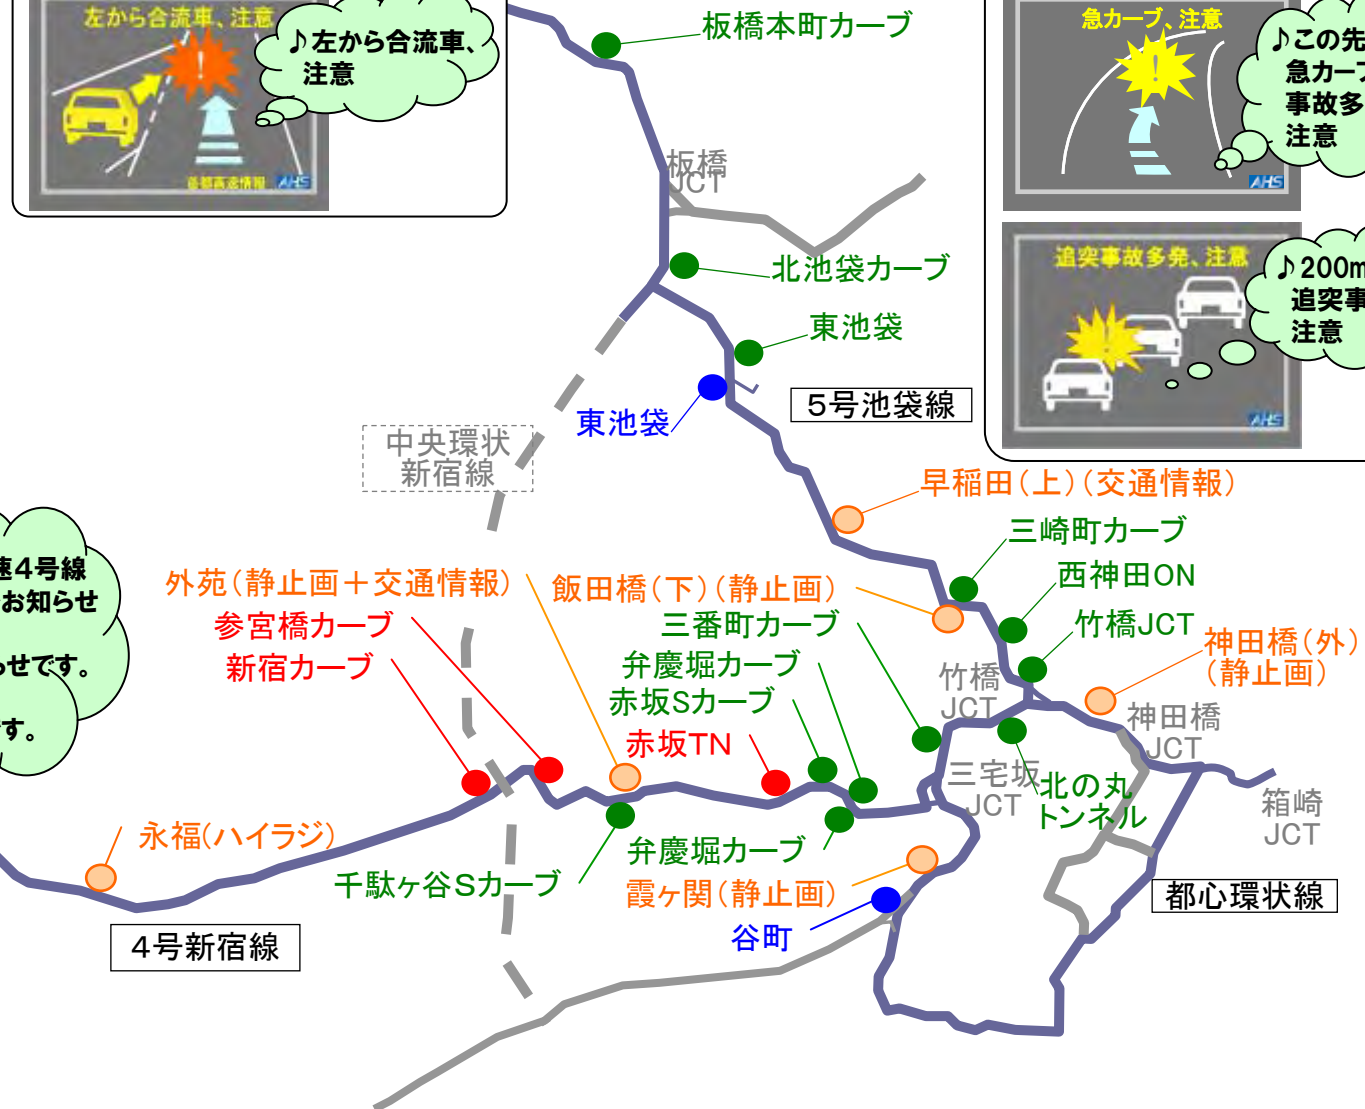 左から合流車、注意
♪左から合流車、
注意
首都高速情報 AHS
板橋本町カーブ
急カーブ、注意
♪この先
急カーブ
事故多
注意
AHS
板橋
JCT
北池袋カーブ
追突事故多発、注意
♪200m
追突事
注意
AHS
東池袋
5号池袋線
東池袋
中央環状
新宿線
早稲田(上)(交通情報)
三崎町カーブ
速4号線
お知らせ
らせです。
す。
外苑(静止画+交通情報)
飯田橋(下)(静止画)
西神田ON
参宮橋カーブ
三番町カーブ
竹橋JCT
新宿カーブ
弁慶堀カーブ
神田橋(外)
(静止画)
竹橋
JCT
赤坂Sカーブ
赤坂TN
神田橋
JCT
三宅坂
JCT
北の丸
トンネル
箱崎
JCT
永福(ハイラジ)
弁慶堀カーブ
千駄ヶ谷Sカーブ
霞ヶ関(静止画)
都心環状線
谷町
4号新宿線